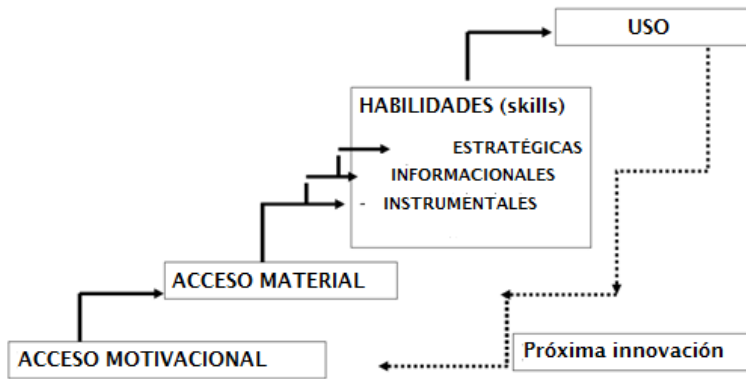 USO
HABILIDADES (skills)
ESTRATÉGICAS
INFORMACIONALES
- INSTRUMENTALES
ACCESO MATERIAL
ACCESO MOTIVACIONAL
Próxima innovación